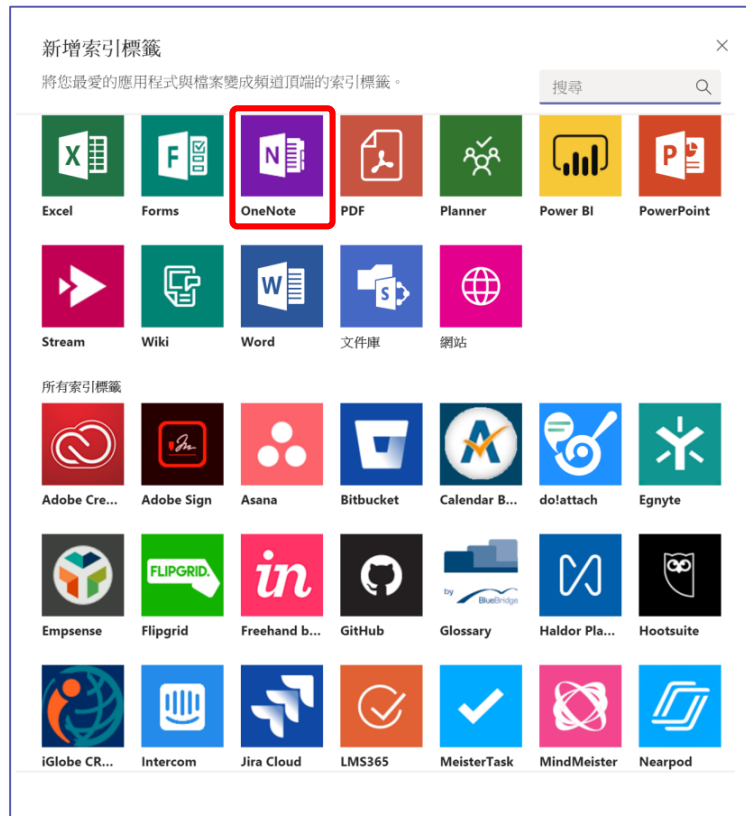 新增索引標籤
將您最愛的應用程式與檔案變成頻道頂端的索引標籤。
搜尋
Excel Forms OneNote PDF Planner Power BI PowerPoint
Stream Wiki Word 文件庫 網站
所有索引標籤
Adobe Cre... Adobe Sign Asana Bitbucket Calendar B... do!attach Egnyte
FLIPGRID. in by BlueBridge
Empsense Flipgrid Freehand b... GitHub Glossary Haldor Pla... Hootsuite
iGlobe CR... Intercom Jira Cloud LMS365 MeisterTask MindMeister Nearpod